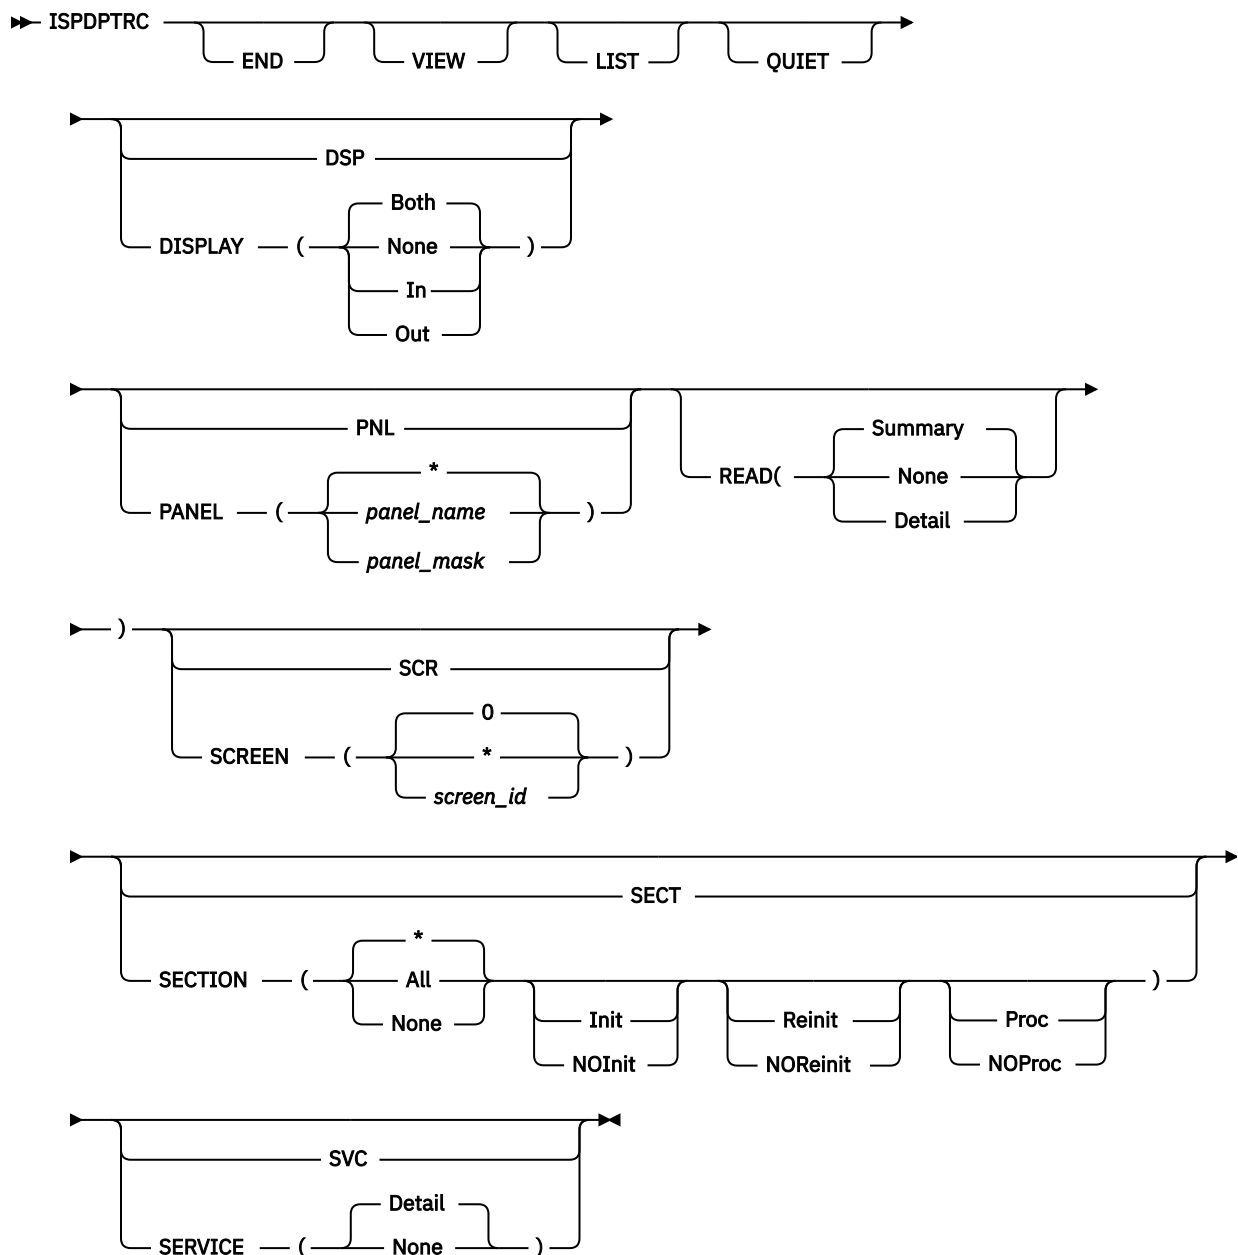 ISPDPTRC
END VIEW LIST QUIET
DSP
Both
DISPLAY ( None )
In
Out
PNL
Summary
*
READ( None
PANEL ( panel_name )
Detail
panel_mask
)
SCR
0
SCREEN ( * )
screen_id
SECT
*
SECTION ( All )
None Init Reinit Proc
NOInit NOReinit NOProc
SVC
Detail
SERVICE ( None )